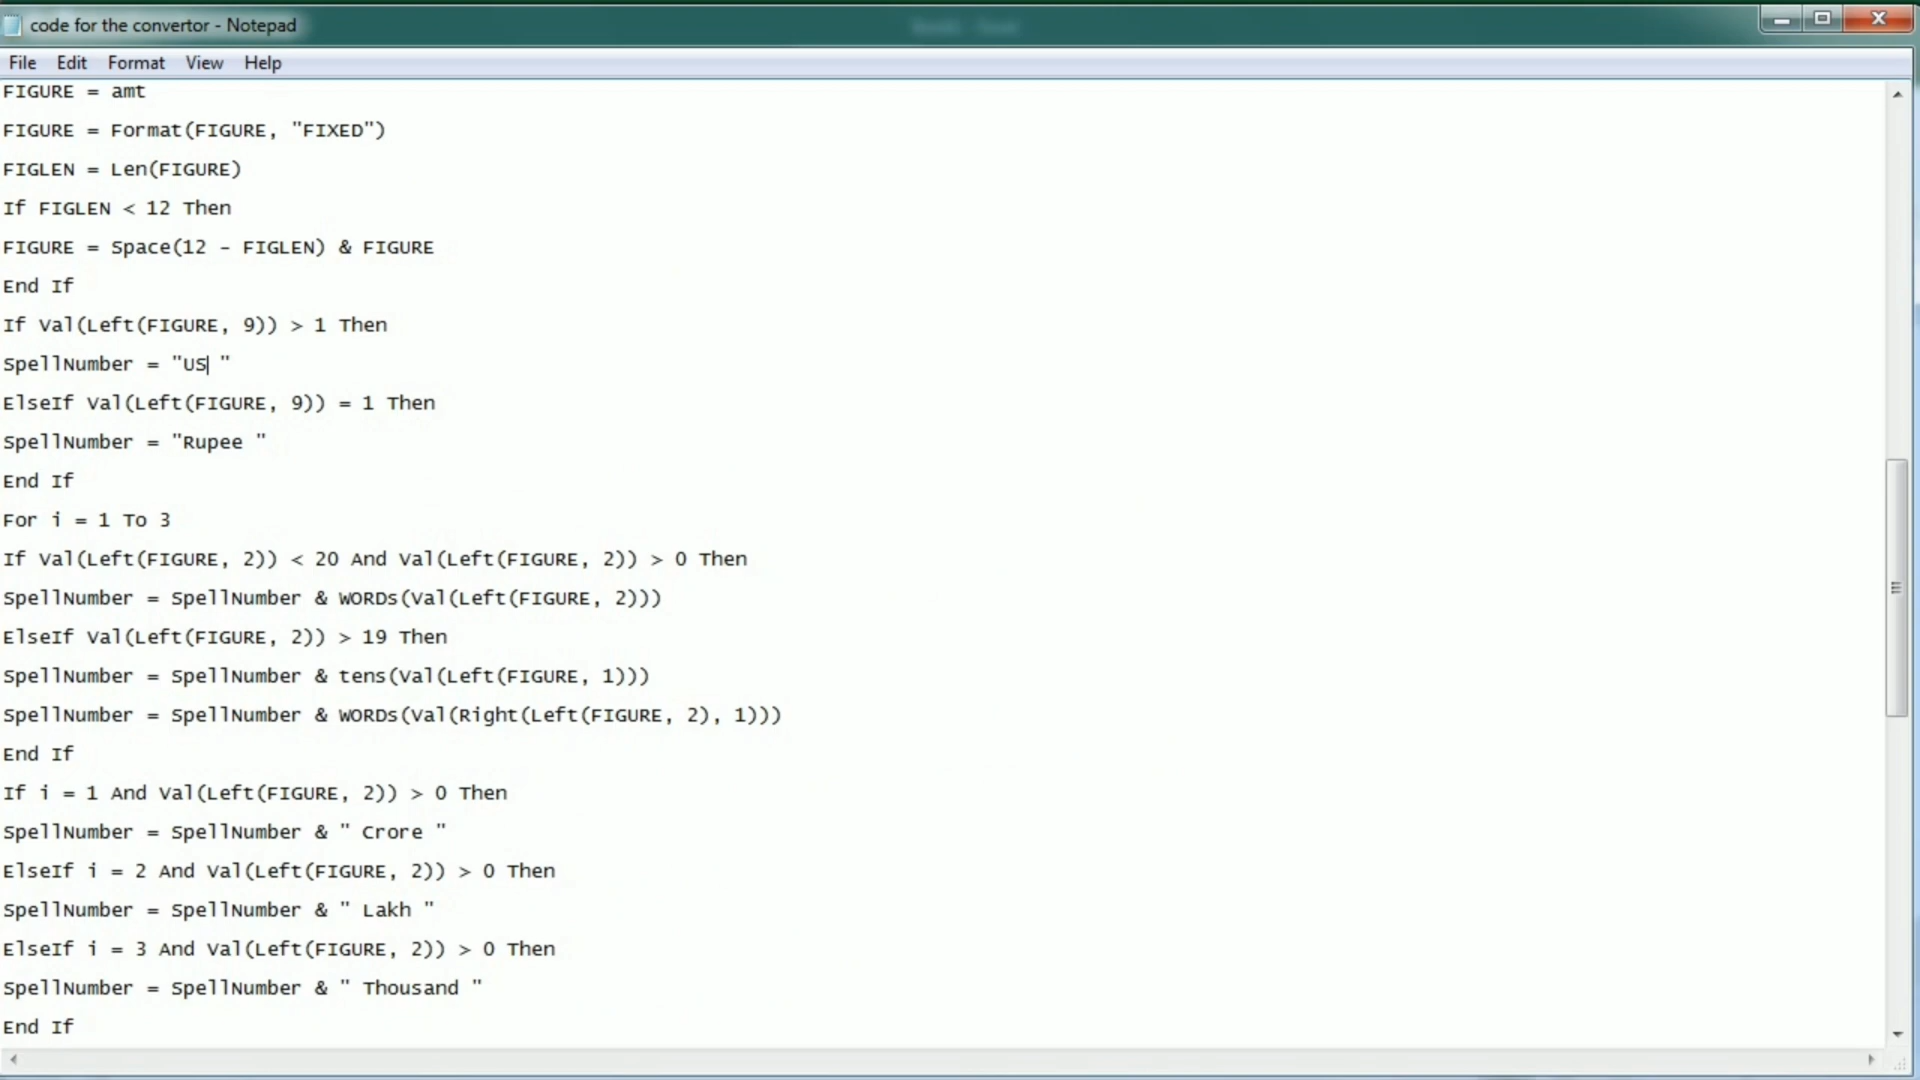 code for the convertor - Notepad
File Edit Format View Help
FIGURE = amt
FIGURE = Format(FIGURE, "FIXED")
FIGLEN = Len(FIGURE)
If FIGLEN < 12 Then
FIGURE = Space(12 - FIGLEN) & FIGURE
End If
If Val(Left(FIGURE, 9)) > 1 Then
SpellNumber = "US "
ElseIf Val(Left(FIGURE, 9)) = 1 Then
SpellNumber = "Rupee "
End If
For i = 1 To 3
If Val(Left(FIGURE, 2)) < 20 And Val(Left(FIGURE, 2)) > 0 Then
SpellNumber = SpellNumber & WORDs(Val(Left(FIGURE, 2)))
ElseIf Val(Left(FIGURE, 2)) > 19 Then
SpellNumber = SpellNumber & tens(Val(Left(FIGURE, 1)))
SpellNumber = SpellNumber & WORDs(Val(Right(Left(FIGURE, 2), 1)))
End If
If i = 1 And Val(Left(FIGURE, 2)) > 0 Then
SpellNumber = SpellNumber & " Crore "
ElseIf i = 2 And Val(Left(FIGURE, 2)) > 0 Then
SpellNumber = SpellNumber & " Lakh "
ElseIf i = 3 And Val(Left(FIGURE, 2)) > 0 Then
SpellNumber = SpellNumber & " Thousand "
End If